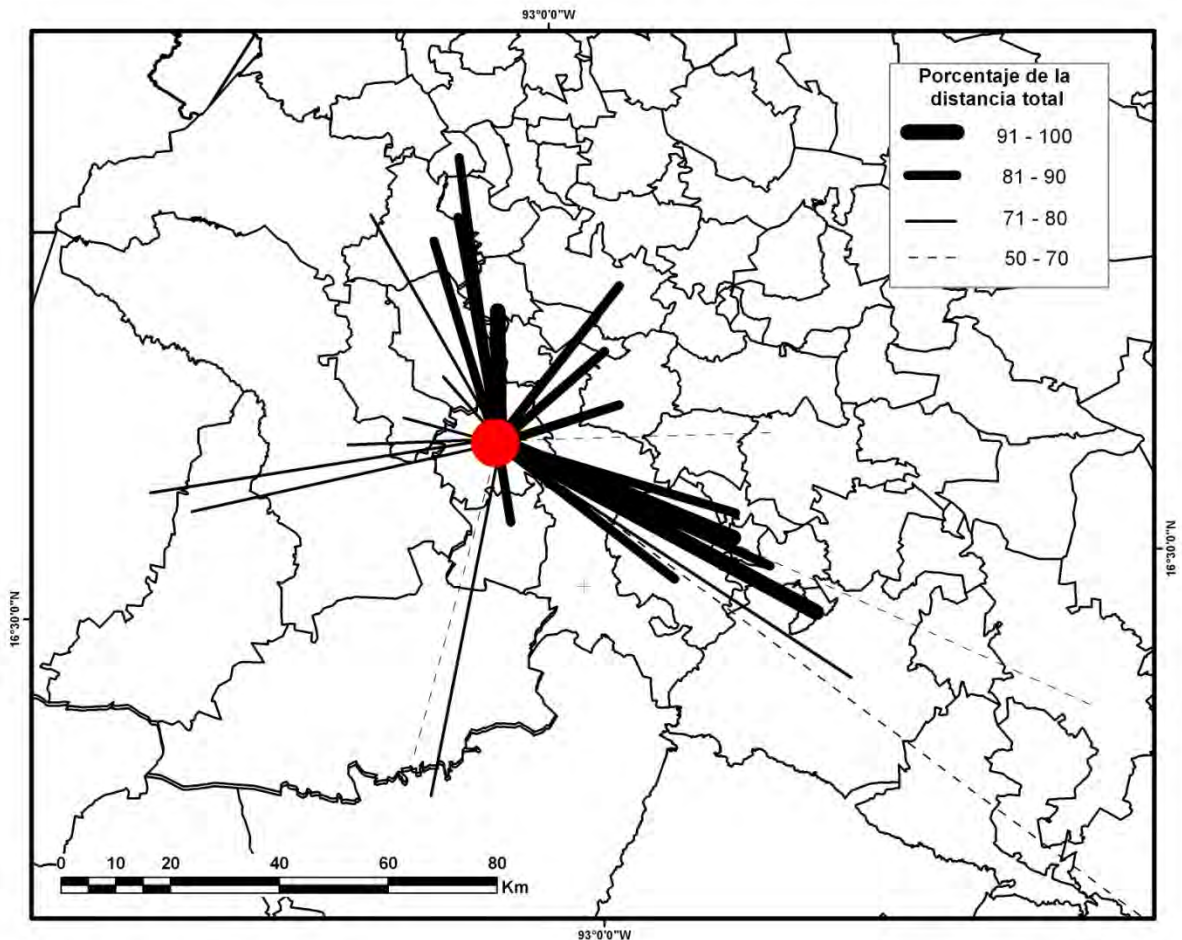 93°0'0"W
Porcentaje de la
distancia total
91 - 100
81 - 90
71 - 80
50 - 70
16°30'0"N
16°30'0"N
0 10 20 40 60 80
Km
93°0'0"W